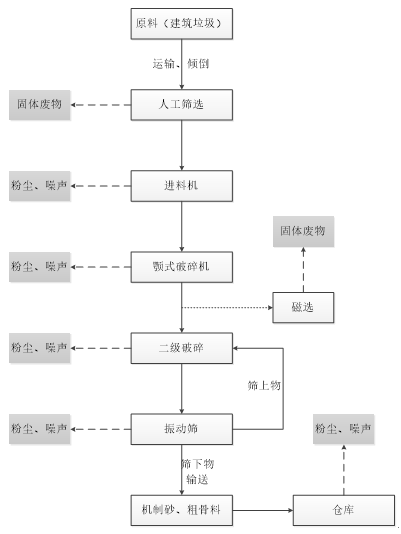 原料（建筑垃圾）
运输、倾倒
固体废物
人工筛选
粉尘、噪声
进料机
固体废物
粉尘、噪声
颚式破碎机
磁选
粉尘、噪声
二级破碎
筛上物
粉尘、噪声
振动筛
粉尘、噪声
筛下物
输送
机制砂、粗骨料
仓库